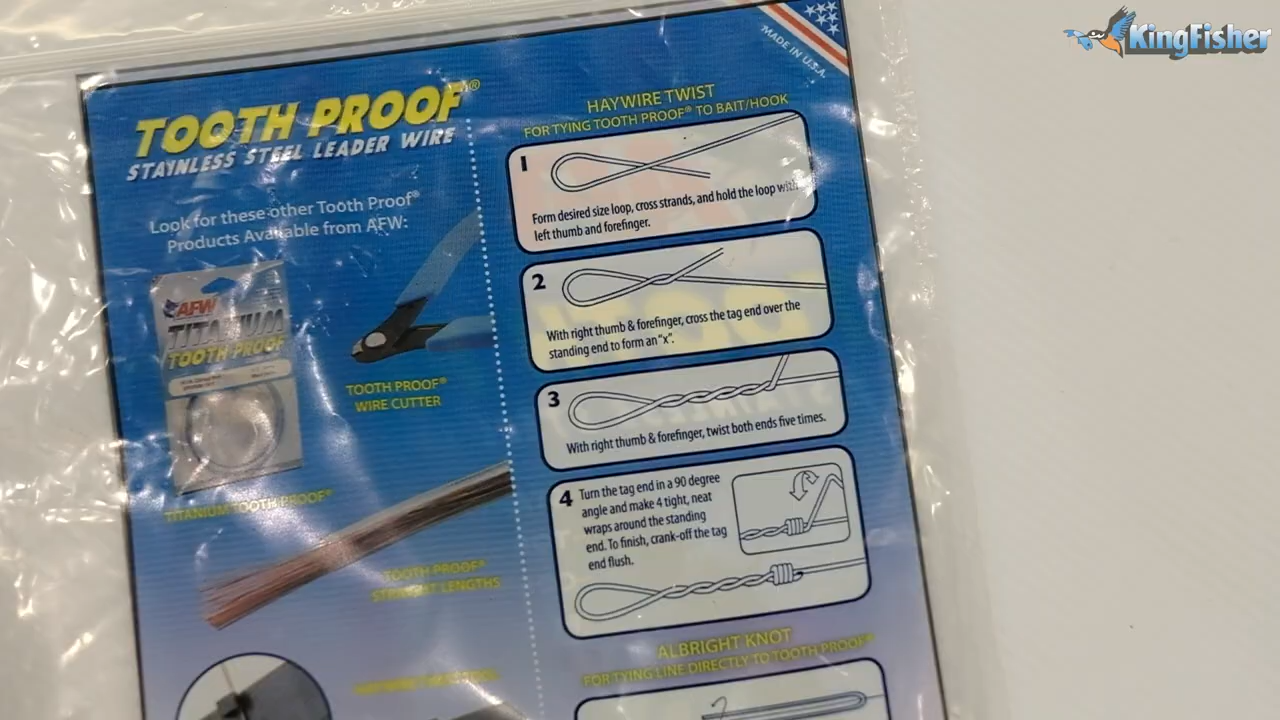 KingFisher
MADE IN U.S.A.
TOOTH PROOF®
STAINLESS STEEL LEADER WIRE
Look for these other Tooth Proof®
Products Available from AFW:
AFW
TITANIUM
TOOTH PROOF
TITANIUM TOOTH PROOF®
TOOTH PROOF®
WIRE CUTTER
TOOTH PROOF®
STRAIGHT LENGTHS
HAYWIRE TWIST
FOR TYING TOOTH PROOF® TO BAIT/HOOK
1
Form desired size loop, cross strands, and hold the loop with
left thumb and forefinger.
2
With right thumb & forefinger, cross the tag end over the
standing end to form an "x".
3
With right thumb & forefinger, twist both ends five times.
4
Turn the tag end in a 90 degree
angle and make 4 tight, neat
wraps around the standing
end. To finish, crank-off the tag
end flush.
ALBRIGHT KNOT
FOR TYING LINE DIRECTLY TO TOOTH PROOF®